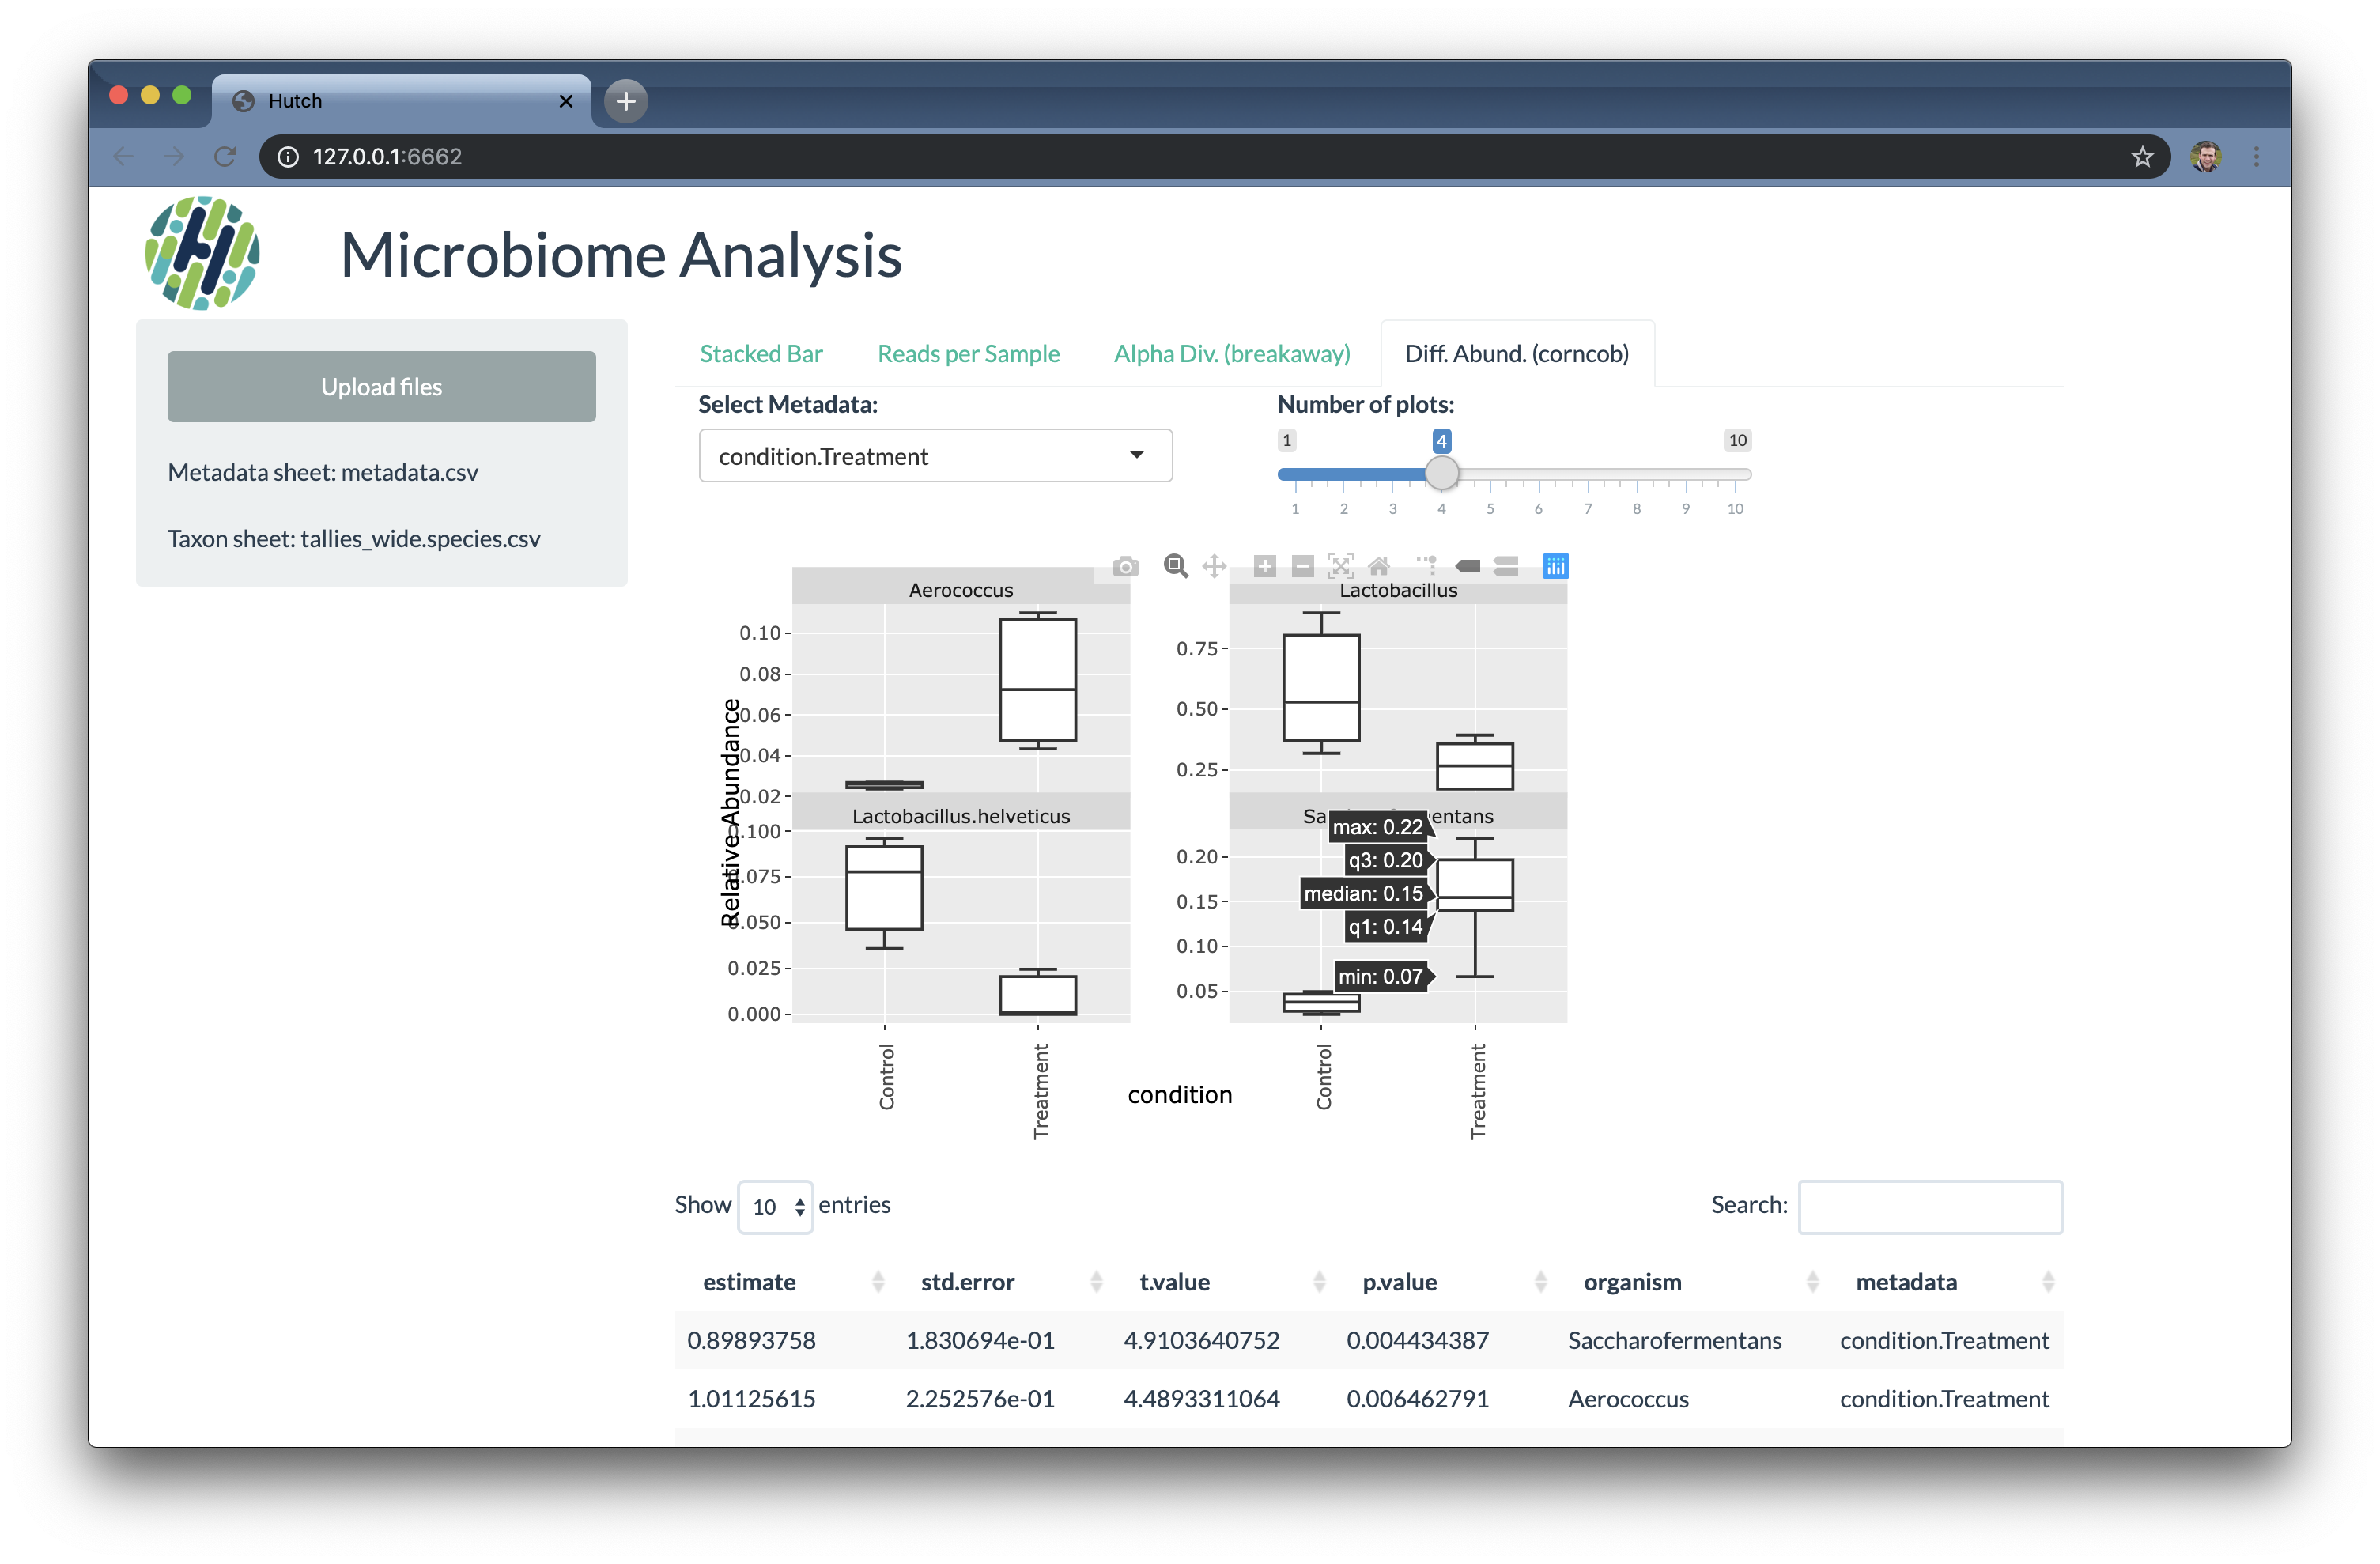 Hutch
127.0.0.1:6662
Microbiome Analysis
Upload files
Metadata sheet: metadata.csv
Taxon sheet: tallies_wide.species.csv
Stacked Bar Reads per Sample Alpha Div. (breakaway) Diff. Abund. (corncob)
Select Metadata:
condition.Treatment
Number of plots:
1 4 10
1 2 3 4 5 6 7 8 9 10
Relative Abundance
Aerococcus
0.10
0.08
0.06
0.04
0.02
Lactobacillus
0.75
0.50
0.25
Lactobacillus.helveticus
0.100
0.075
0.050
0.025
0.000
Control Treatment
Sa entans
0.20
0.15
0.10
0.05
max: 0.22
q3: 0.20
median: 0.15
q1: 0.14
min: 0.07
Control Treatment
condition
Show 10 entries
Search:
estimate std.error t.value p.value organism metadata
0.89893758 1.830694e-01 4.9103640752 0.004434387 Saccharofermentans condition.Treatment
1.01125615 2.252576e-01 4.4893311064 0.006462791 Aerococcus condition.Treatment